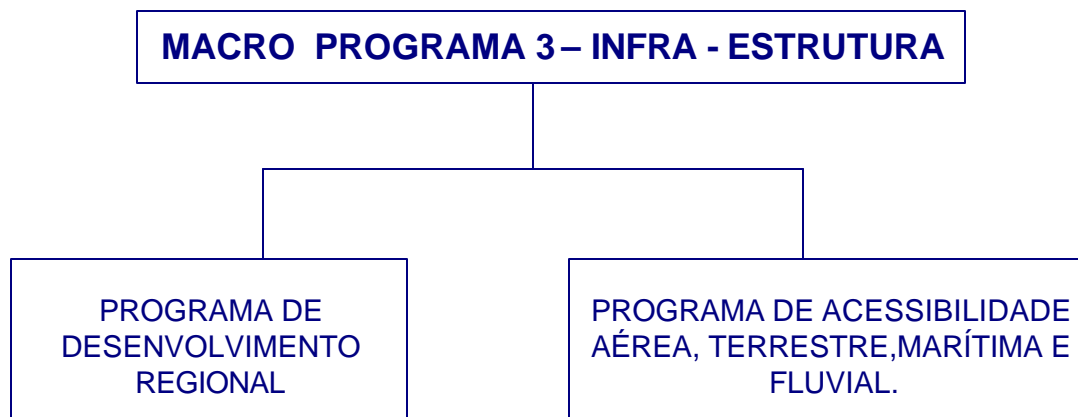 MACRO PROGRAMA 3 – INFRA - ESTRUTURA
PROGRAMA DE
DESENVOLVIMENTO
REGIONAL
PROGRAMA DE ACESSIBILIDADE
AÉREA, TERRESTRE,MARÍTIMA E
FLUVIAL.